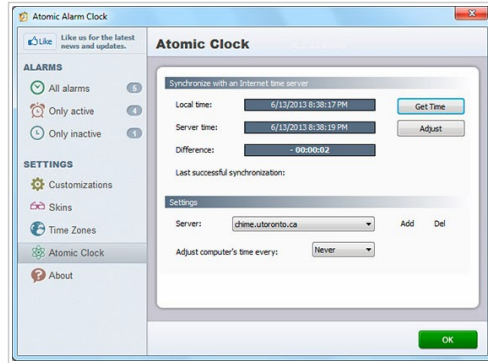 Atomic Alarm Clock
Like
Like us for the latest
news and updates.
ALARMS
All alarms 5
Only active 4
Only inactive 1
SETTINGS
Customizations
Skins
Time Zones
Atomic Clock
About
Atomic Clock
Synchronize with an Internet time server
Local time: 6/13/2013 8:38:17 PM Get Time
Server time: 6/13/2013 8:38:19 PM Adjust
Difference: - 00:00:02
Last successful synchronization:
Settings
Server: chime.utoronto.ca Add Del
Adjust computer's time every: Never
OK